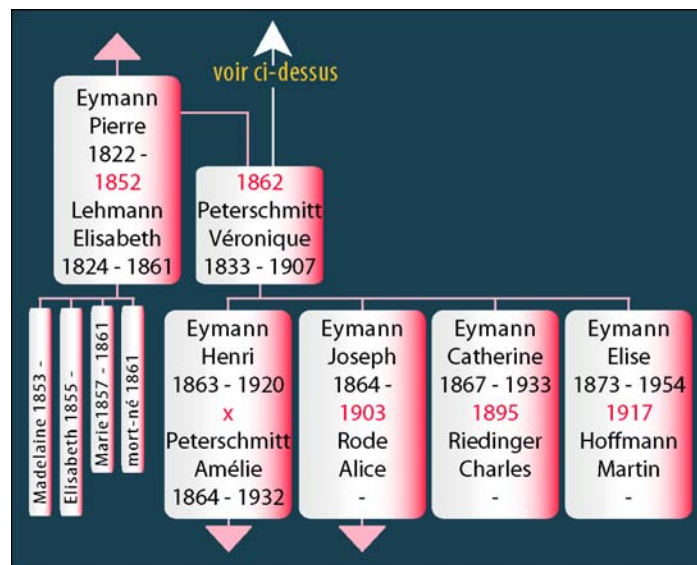 voir ci-dessus
Eymann
Pierre
1822 -
1852
Lehmann
Elisabeth
1824 - 1861
1862
Peterschmitt
Véronique
1833 - 1907
Madelaine 1853 -
Elisabeth 1855 -
Marie1857 - 1861
mort-né 1861
Eymann
Henri
1863 - 1920
x
Peterschmitt
Amélie
1864 - 1932
Eymann
Joseph
1864 -
1903
Rode
Alice
-
Eymann
Catherine
1867 - 1933
1895
Riedinger
Charles
-
Eymann
Elise
1873 - 1954
1917
Hoffmann
Martin
-